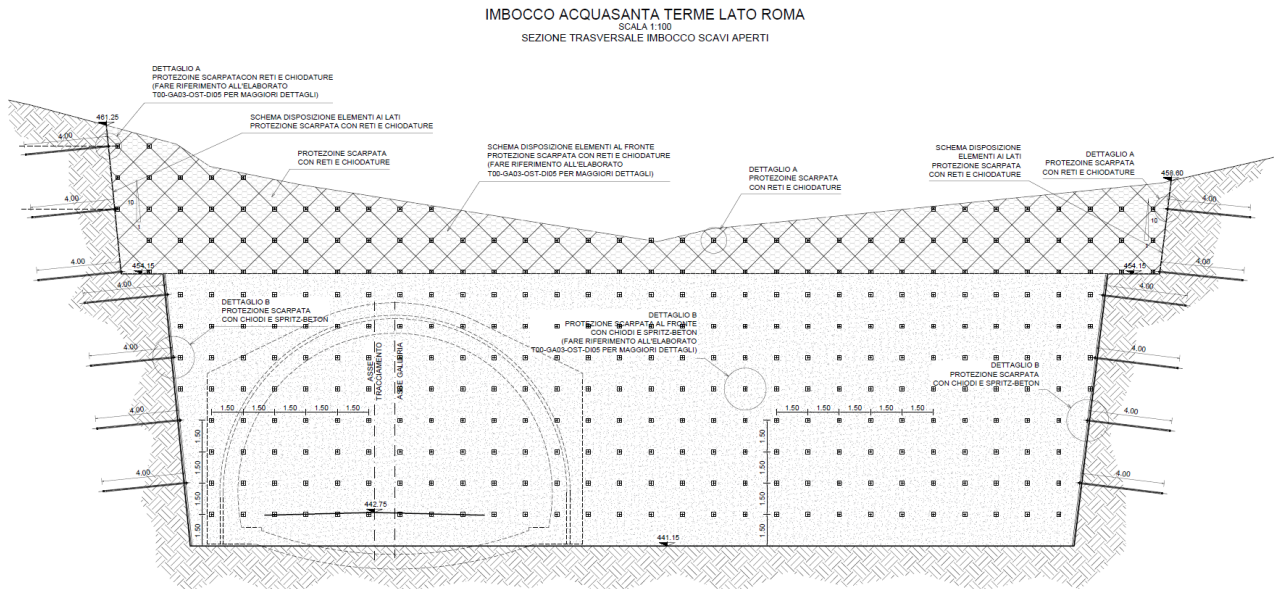 IMBOCCO ACQUASANTA TERME LATO ROMA
SCALA 1:100
SEZIONE TRASVERSALE IMBOCCO SCAVI APERTI
DETTAGLIO A
PROTEZOINE SCARPATACON RETI E CHIODATURE
(FARE RIFERIMENTO ALL'ELABORATO
T00-GA03-OST-DI05 PER MAGGIORI DETTAGLI)
SCHEMA DISPOSIZIONE ELEMENTI AI LATI
PROTEZIONE SCARPATA CON RETI E CHIODATURE
PROTEZOINE SCARPATA
CON RETI E CHIODATURE
SCHEMA DISPOSIZIONE ELEMENTI AL FRONTE
PROTEZIONE SCARPATA CON RETI E CHIODATURE
(FARE RIFERIMENTO ALL'ELABORATO
T00-GA03-OST-DI05 PER MAGGIORI DETTAGLI)
DETTAGLIO A
PROTEZOINE SCARPATA
CON RETI E CHIODATURE
SCHEMA DISPOSIZIONE
ELEMENTI AI LATI
PROTEZIONE SCARPATA
CON RETI E CHIODATURE
DETTAGLIO A
PROTEZOINE SCARPATA
CON RETI E CHIODATURE
461.25
458.60
4.00
4.00
4.00
4.00
10
10
4.00
4.00
454.15
454.15
4.00
4.00
DETTAGLIO B
PROTEZIONE SCARPATA
CON CHIODI E SPRITZ-BETON
DETTAGLIO B
PROTEZIONE SCARPATA AL FRONTE
CON CHIODI E SPRITZ-BETON
(FARE RIFERIMENTO ALL'ELABORATO
T00-GA03-OST-DI05 PER MAGGIORI DETTAGLI)
DETTAGLIO B
PROTEZIONE SCARPATA
CON CHIODI E SPRITZ-BETON
ASSE
TRACCIAMENTO
ASSE GALLERIA
4.00
4.00
1.50 1.50 1.50 1.50 1.50
1.50 1.50 1.50 1.50 1.50
4.00
4.00
1.50
1.50
1.50
1.50
1.50
1.50
1.50
1.50
4.00
4.00
442.75
441.15